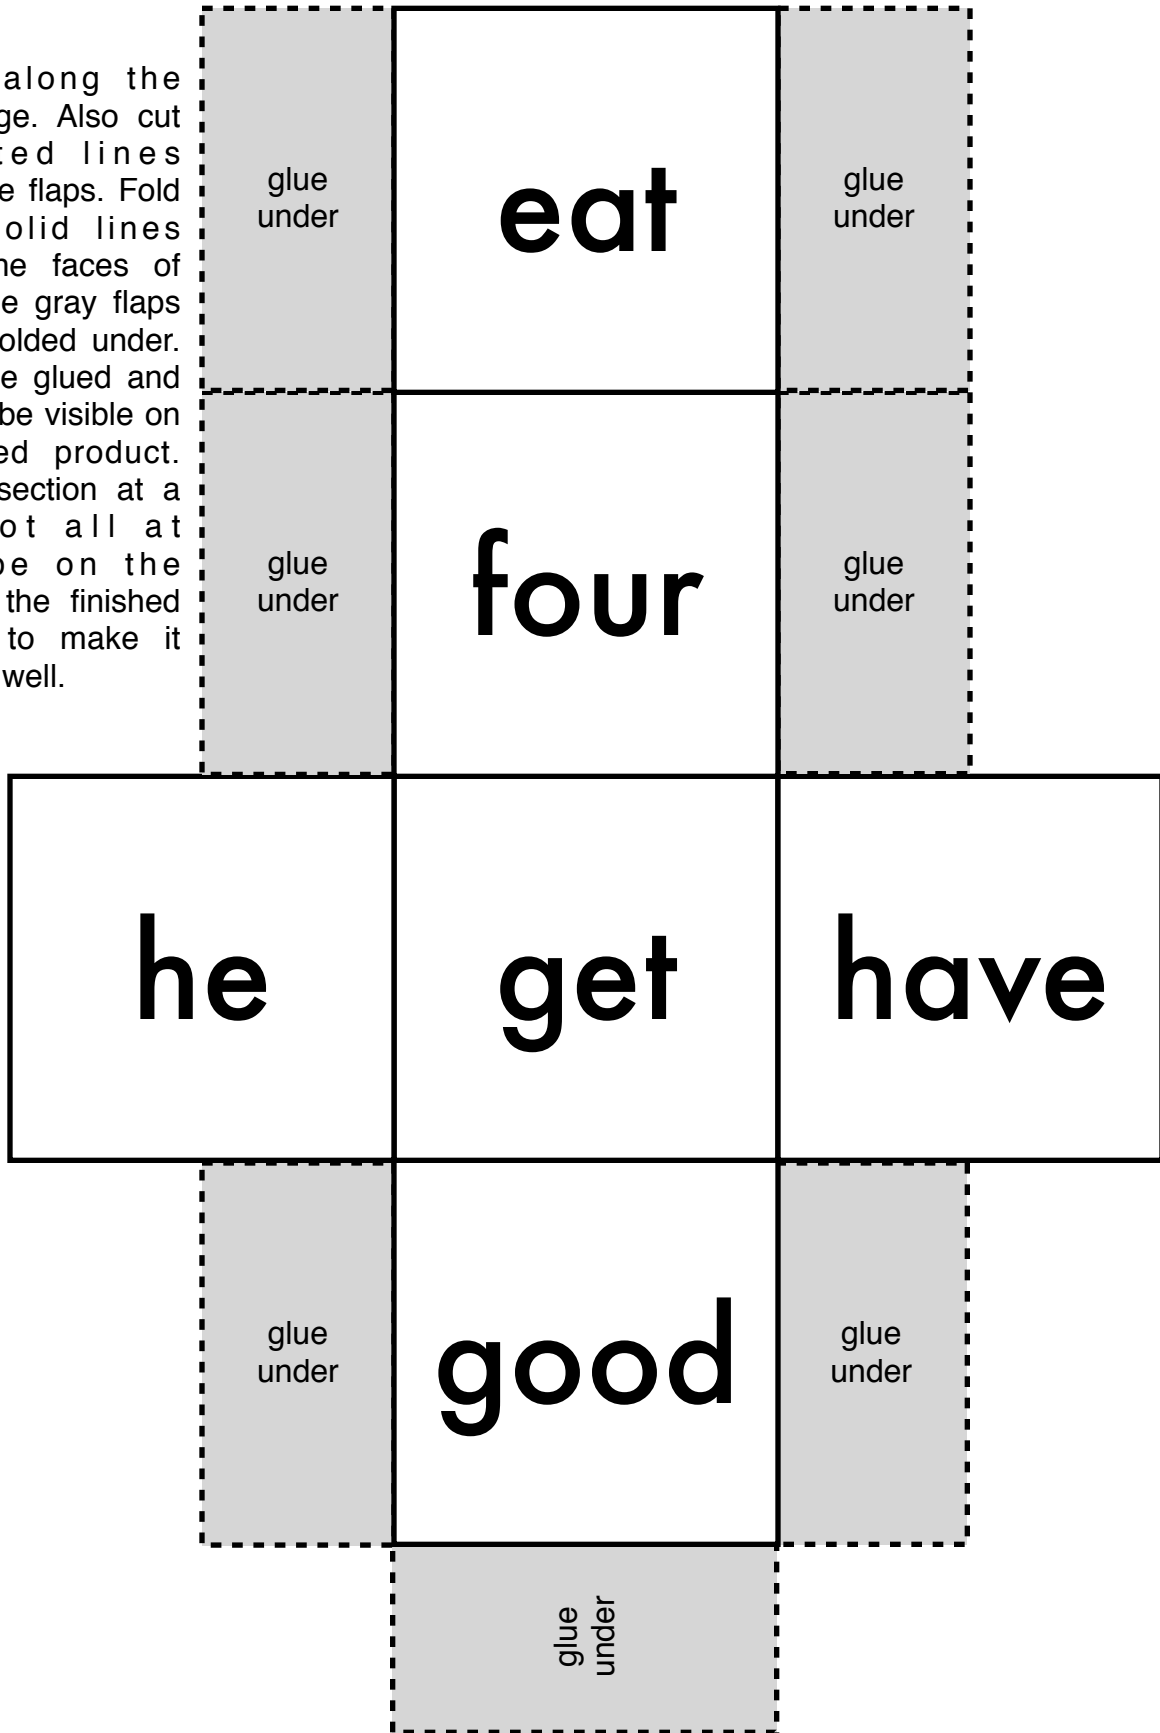 along the
ge. Also cut
ted lines
e flaps. Fold
olid lines
he faces of
e gray flaps
olded under.
e glued and
be visible on
ed product.
section at a
ot all at
be on the
the finished
to make it
well.
glue
under
eat
glue
under
glue
under
four
glue
under
he
get
have
glue
under
good
glue
under
glue
under